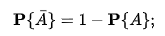 𝐏{Ā} = 1 − 𝐏{A};